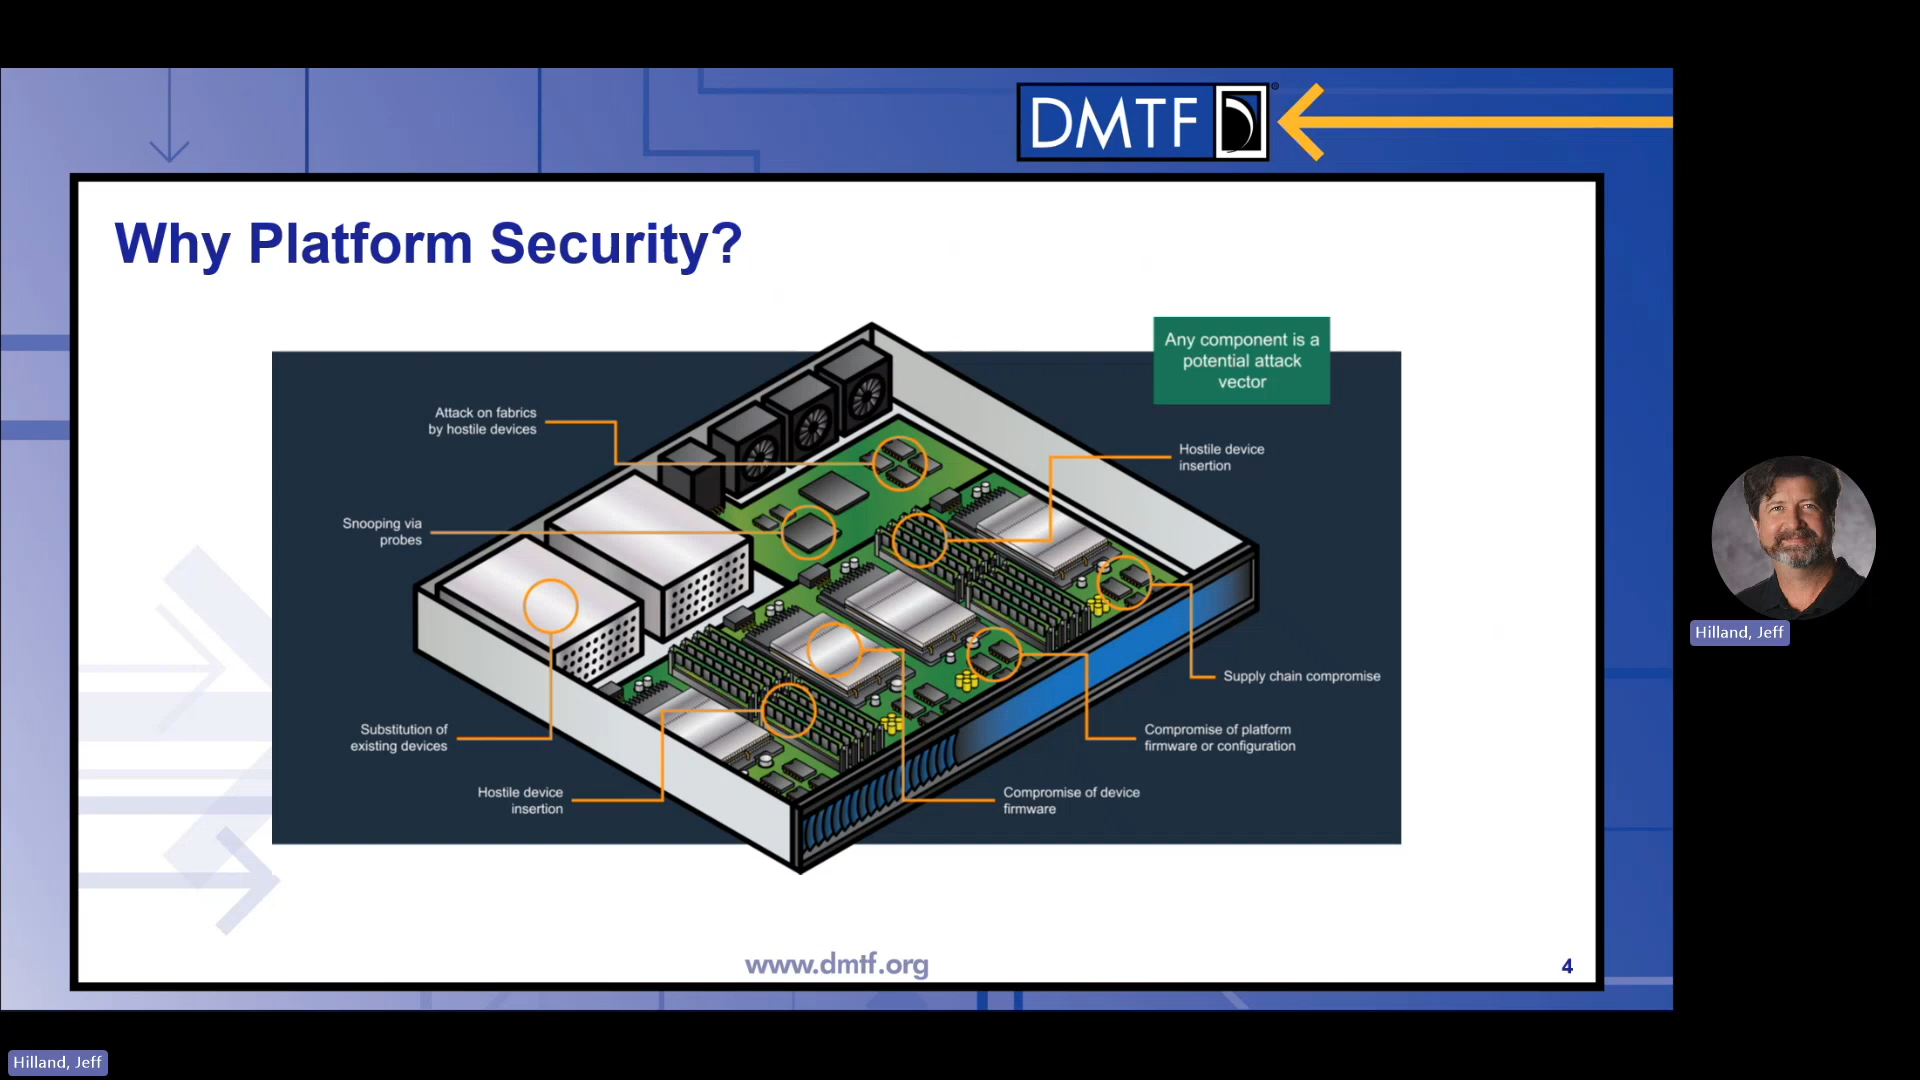 DMTF
Why Platform Security?
Any component is a
potential attack
vector
Attack on fabrics
by hostile devices
Hostile device
insertion
Snooping via
probes
Supply chain compromise
Substitution of
existing devices
Compromise of platform
firmware or configuration
Hostile device
insertion
Compromise of device
firmware
www.dmtf.org
4
Hilland, Jeff
Hilland, Jeff